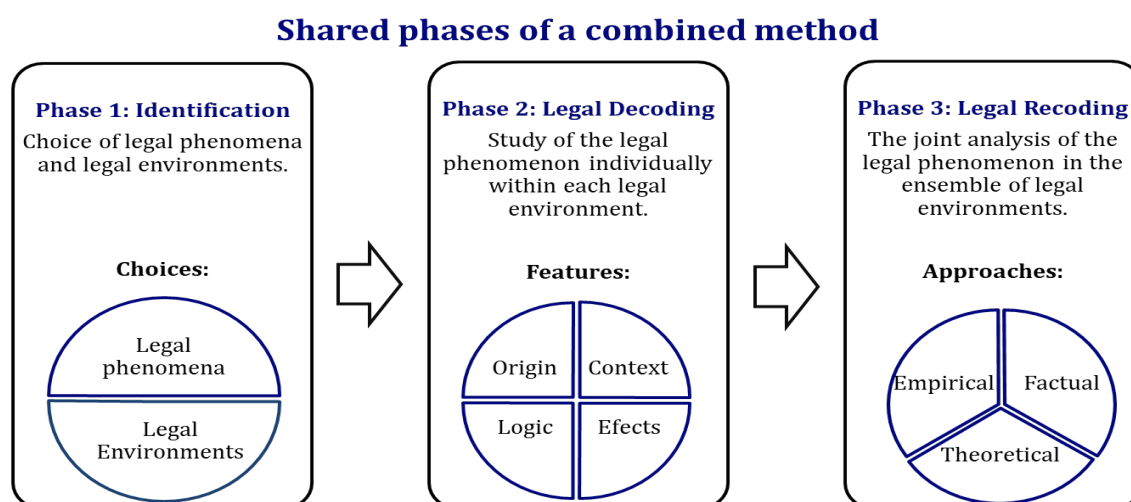 Shared phases of a combined method
Phase 1: Identification
Choice of legal phenomena
and legal environments.
Choices:
Legal
phenomena
Legal
Environments
Phase 2: Legal Decoding
Study of the legal
phenomenon individually
within each legal
environment.
Features:
Origin
Context
Logic
Efects
Phase 3: Legal Recoding
The joint analysis of the
legal phenomenon in the
ensemble of legal
environments.
Approaches:
Empirical
Factual
Theoretical